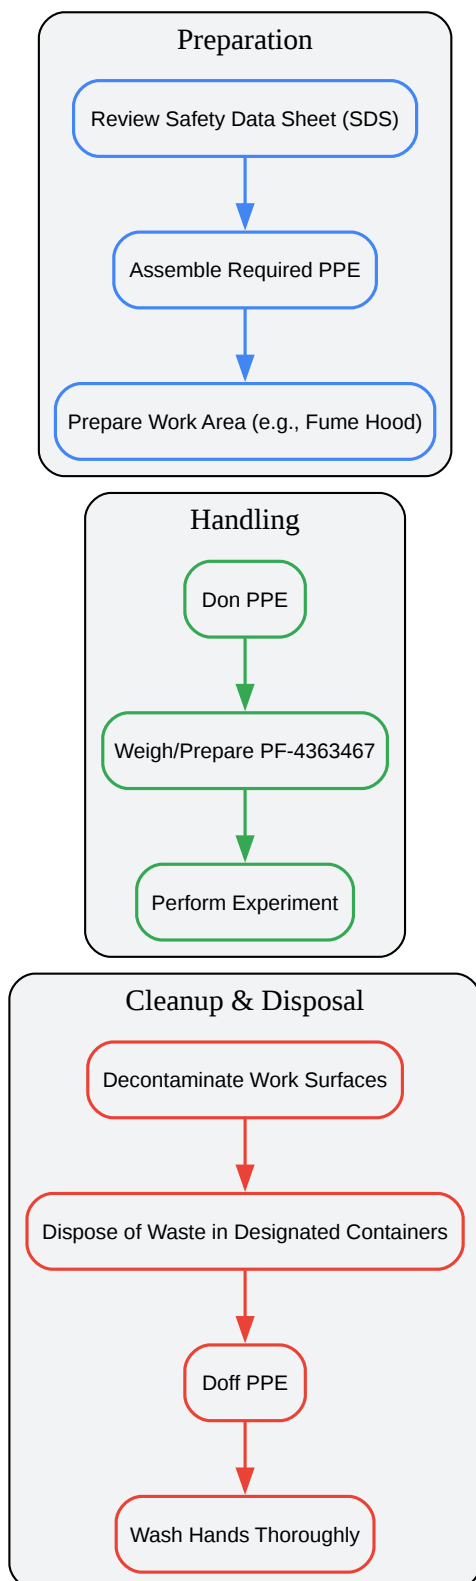 Preparation
Review Safety Data Sheet (SDS)
Assemble Required PPE
Prepare Work Area (e.g., Fume Hood)
Handling
Don PPE
Weigh/Prepare PF-4363467
Perform Experiment
Cleanup & Disposal
Decontaminate Work Surfaces
Dispose of Waste in Designated Containers
Doff PPE
Wash Hands Thoroughly